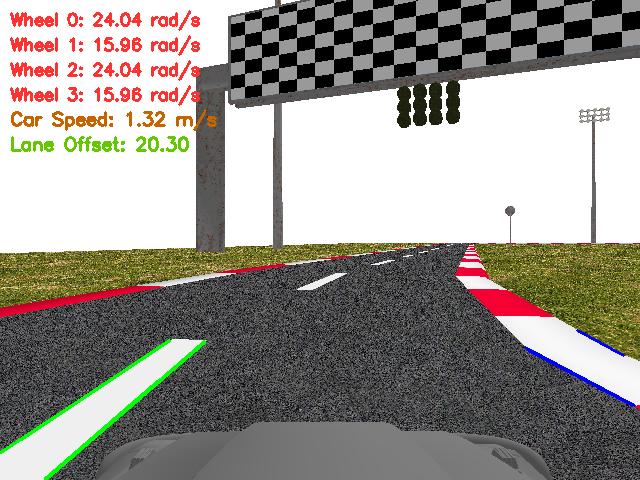 Wheel 0: 24.04 rad/s
Wheel 1: 15.96 rad/s
Wheel 2: 24.04 rad/s
Wheel 3: 15.96 rad/s
Car Speed: 1.32 m/s
Lane Offset: 20.30